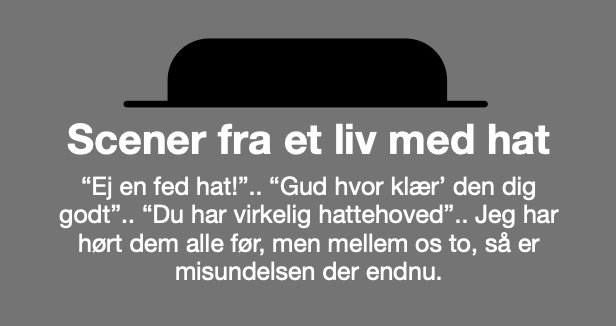 Scener fra et liv med hat
“Ej en fed hat!”.. “Gud hvor klær’ den dig
godt”.. “Du har virkelig hattehoved”.. Jeg har
hørt dem alle før, men mellem os to, så er
misundelsen der endnu.